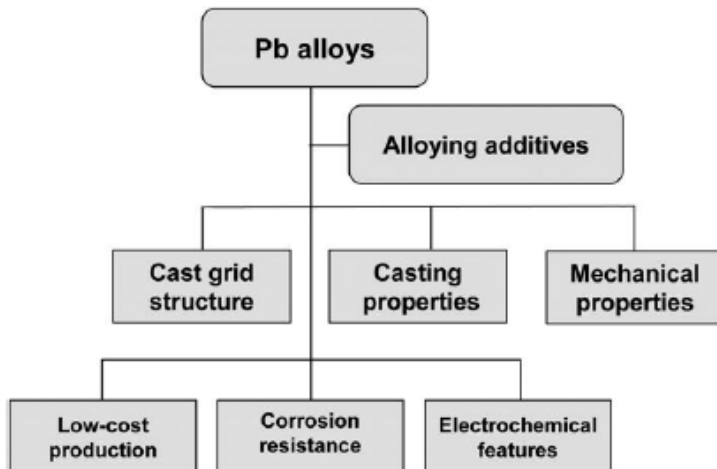 Pb alloys
Alloying additives
Cast grid
structure
Casting
properties
Mechanical
properties
Low-cost
production
Corrosion
resistance
Electrochemical
features